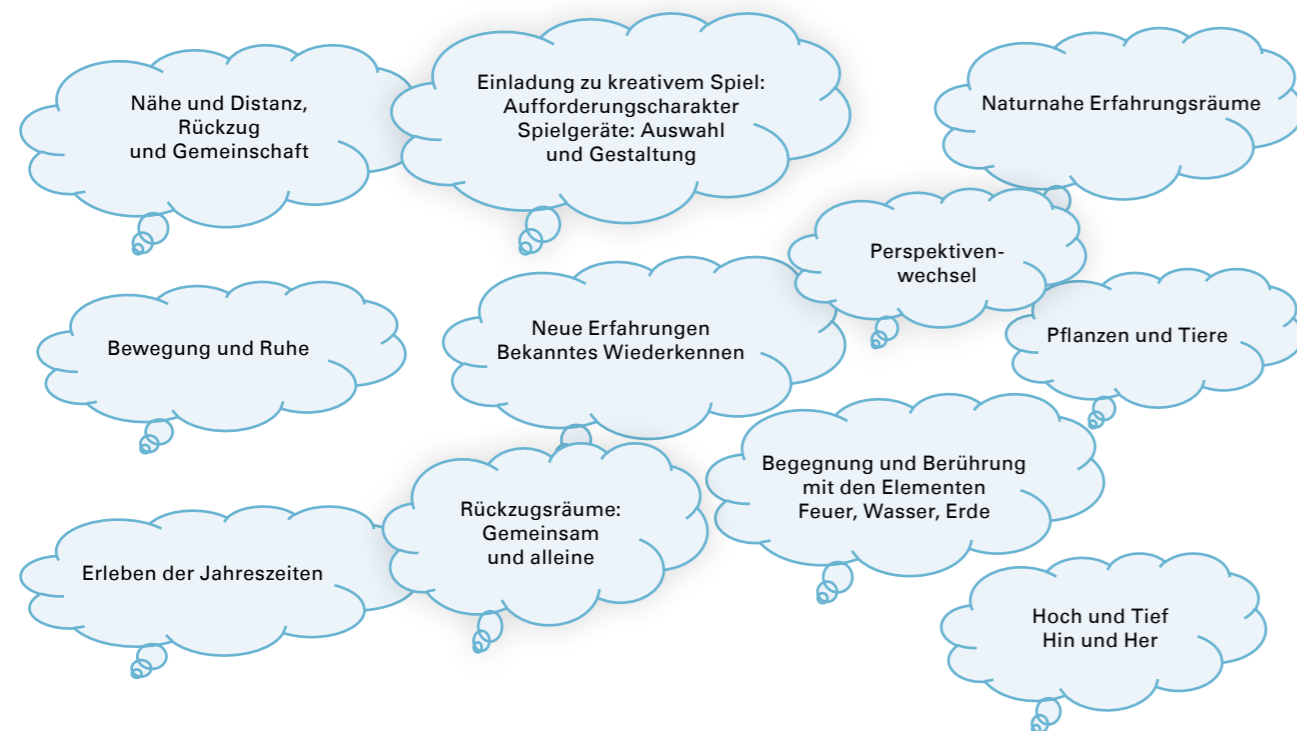 Nähe und Distanz,
Rückzug
und Gemeinschaft
Einladung zu kreativem Spiel:
Aufforderungscharakter
Spielgeräte: Auswahl
und Gestaltung
Naturnahe Erfahrungsräume
Perspektiven-
wechsel
Bewegung und Ruhe
Neue Erfahrungen
Bekanntes Wiederkennen
Pflanzen und Tiere
Begegnung und Berührung
mit den Elementen
Feuer, Wasser, Erde
Rückzugsräume:
Gemeinsam
und alleine
Erleben der Jahreszeiten
Hoch und Tief
Hin und Her